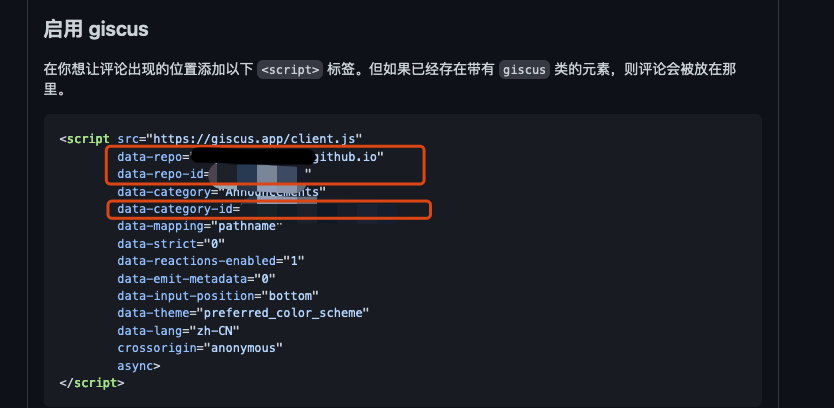 启用 giscus
在你想让评论出现的位置添加以下 <script> 标签。但如果已经存在带有 giscus 类的元素，则评论会被放在那
里。
<script src="https://giscus.app/client.js"
data-repo="github.io"
data-repo-id="
data-category="Announcements"
data-category-id=
data-mapping="pathname"
data-strict="0"
data-reactions-enabled="1"
data-emit-metadata="0"
data-input-position="bottom"
data-theme="preferred_color_scheme"
data-lang="zh-CN"
crossorigin="anonymous"
async>
</script>